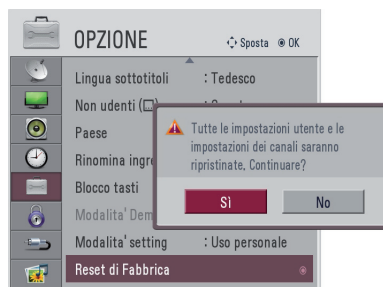 OPZIONE
Sposta OK
Lingua sottotitoli : Tedesco
Non udenti
Paese
Rinomina ingre
Blocco tasti
Modalita' Dem
Modalita' setting : Uso personale
Reset di Fabbrica
Tutte le impostazioni utente e le
impostazioni dei canali saranno
ripristinate. Continuare?
Sì No